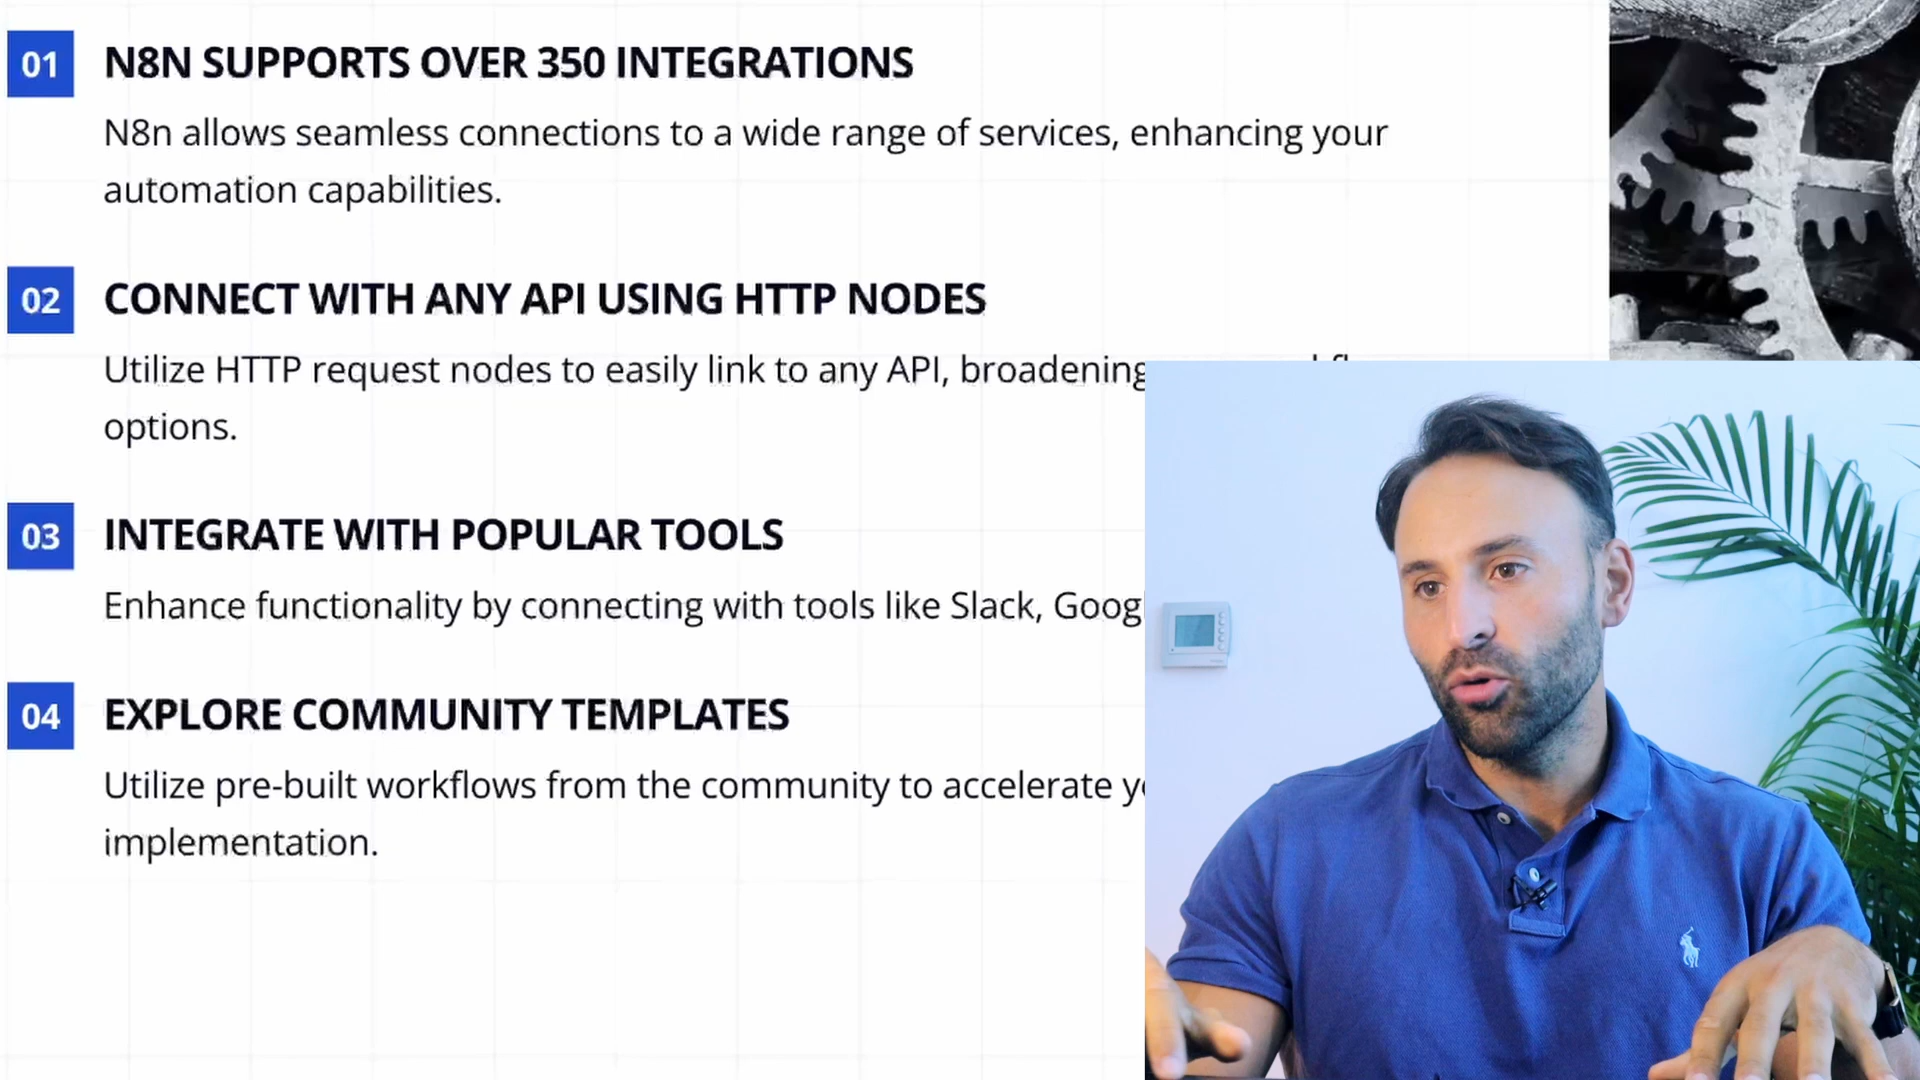 01 N8N SUPPORTS OVER 350 INTEGRATIONS
N8n allows seamless connections to a wide range of services, enhancing your
automation capabilities.
02 CONNECT WITH ANY API USING HTTP NODES
Utilize HTTP request nodes to easily link to any API, broadening
options.
03 INTEGRATE WITH POPULAR TOOLS
Enhance functionality by connecting with tools like Slack,
04 EXPLORE COMMUNITY TEMPLATES
Utilize pre-built workflows from the community to accelerate
implementation.